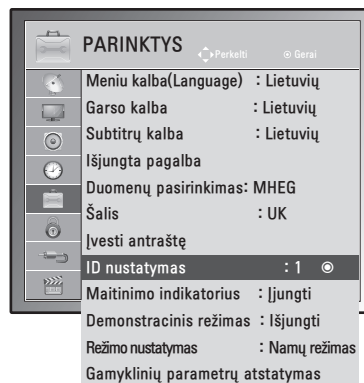 PARINKTYS
Perkelti
Gerai
Meniu kalba(Language) : Lietuvių
Garso kalba : Lietuvių
Subtitrų kalba : Lietuvių
Išjungta pagalba
Duomenų pasirinkimas: MHEG
Šalis : UK
Įvesti antraštę
ID nustatymas : 1
Maitinimo indikatorius : Įjungti
Demonstracinis režimas : Išjungti
Režimo nustatymas : Namų režimas
Gamyklinių parametrų atstatymas